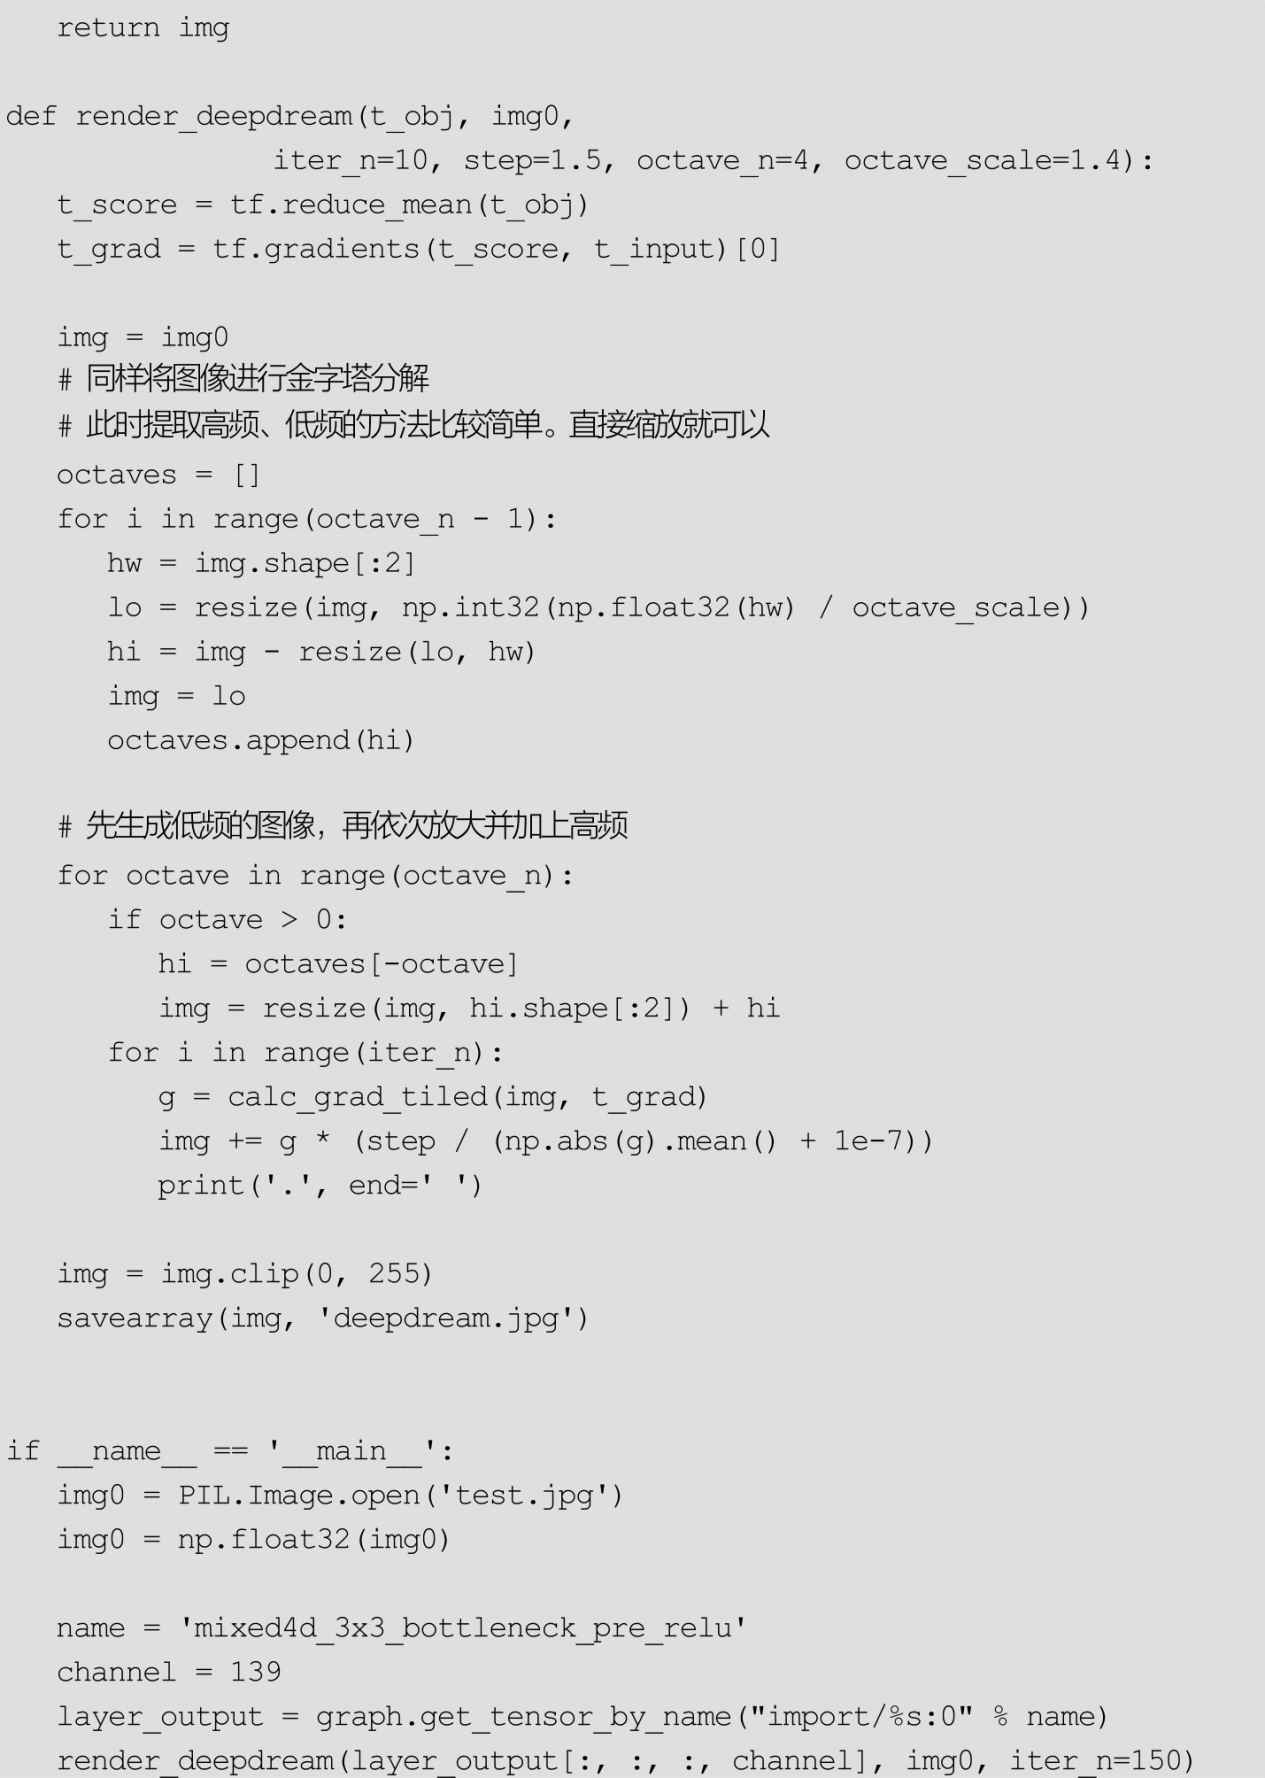 return img
def render_deepdream(t_obj, img0,
iter_n=10, step=1.5, octave_n=4, octave_scale=1.4):
t_score = tf.reduce_mean(t_obj)
t_grad = tf.gradients(t_score, t_input)[0]
img = img0
# 同样将图像进行金字塔分解
# 此时提取高频、低频的方法比较简单。直接缩放就可以
octaves = []
for i in range(octave_n - 1):
hw = img.shape[:2]
lo = resize(img, np.int32(np.float32(hw) / octave_scale))
hi = img - resize(lo, hw)
img = lo
octaves.append(hi)
# 先生成低频的图像，再依次放大并加上高频
for octave in range(octave_n):
if octave > 0:
hi = octaves[-octave]
img = resize(img, hi.shape[:2]) + hi
for i in range(iter_n):
g = calc_grad_tiled(img, t_grad)
img += g * (step / (np.abs(g).mean() + 1e-7))
print('.', end=' ')
img = img.clip(0, 255)
savearray(img, 'deepdream.jpg')
if __name__ == '__main__':
img0 = PIL.Image.open('test.jpg')
img0 = np.float32(img0)
name = 'mixed4d_3x3_bottleneck_pre_relu'
channel = 139
layer_output = graph.get_tensor_by_name("import/%s:0" % name)
render_deepdream(layer_output[:, :, :, channel], img0, iter_n=150)